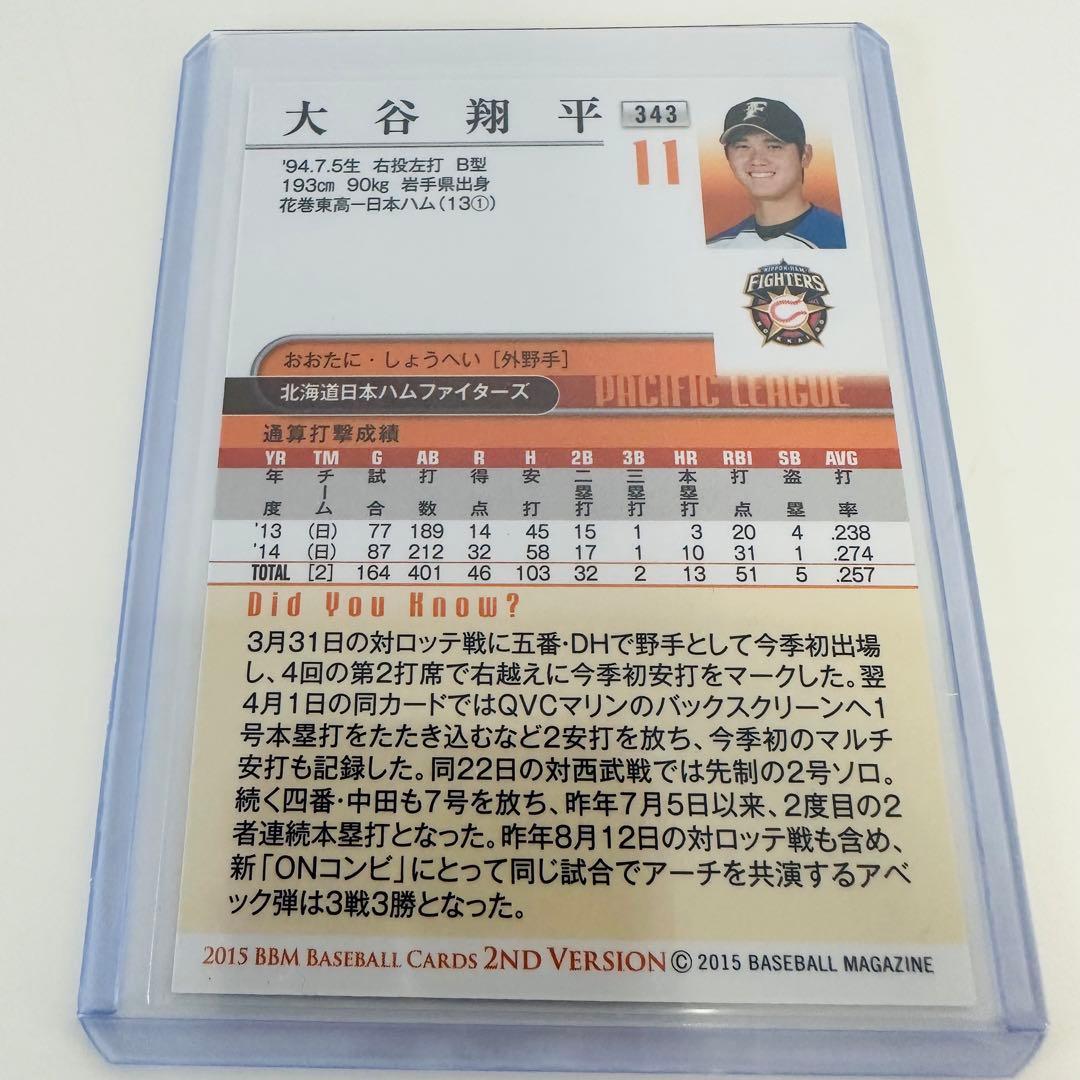 大谷翔平 343
'94.7.5生 右投左打 B型
193cm 90kg 岩手県出身
花巻東高ー日本ハム(13①)
11
F
NIPPON-HAM
FIGHTERS
HOKKAIDO
おおたに・しょうへい [外野手]
北海道日本ハムファイターズ PACIFIC LEAGUE
通算打撃成績
YR TM G AB R H 2B 3B HR RBI SB AVG
年度 チーム 試合 打数 得点 安打 二塁打 三塁打 本塁打 打点 盗塁 打率
'13 (日) 77 189 14 45 15 1 3 20 4 .238
'14 (日) 87 212 32 58 17 1 10 31 1 .274
TOTAL [2] 164 401 46 103 32 2 13 51 5 .257
Did You Know?
3月31日の対ロッテ戦に五番・DHで野手として今季初出場
し、4回の第2打席で右越えに今季初安打をマークした。翌
4月1日の同カードではQVCマリンのバックスクリーンへ1
号本塁打をたたき込むなど2安打を放ち、今季初のマルチ
安打も記録した。同22日の対西武戦では先制の2号ソロ。
続く四番・中田も7号を放ち、昨年7月5日以来、2度目の2
者連続本塁打となった。昨年8月12日の対ロッテ戦も含め、
新「ONコンビ」にとって同じ試合でアーチを共演するアベ
ック弾は3戦3勝となった。
2015 BBM BASEBALL CARDS 2ND VERSION © 2015 BASEBALL MAGAZINE